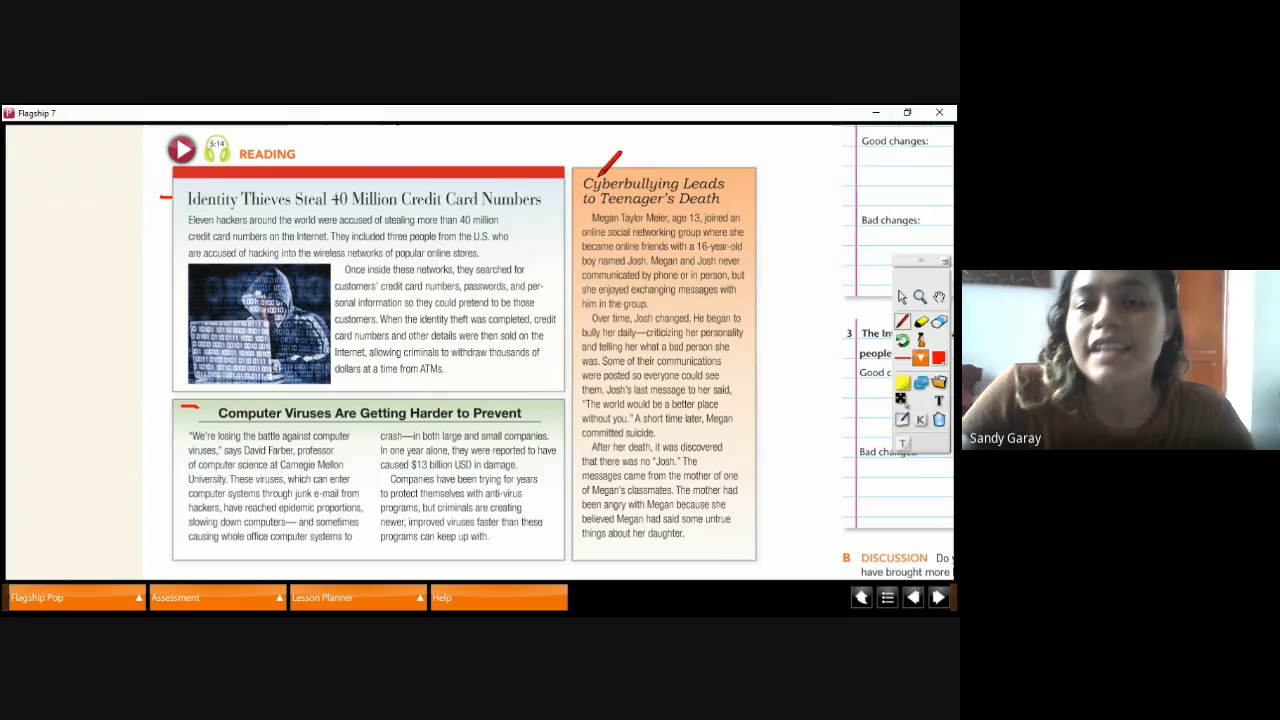 Flagship 7
5:14
READING
Identity Thieves Steal 40 Million Credit Card Numbers
Eleven hackers around the world were accused of stealing more than 40 million
credit card numbers on the Internet. They included three people from the U.S. who
are accused of hacking into the wireless networks of popular online stores.
Once inside these networks, they searched for
customers' credit card numbers, passwords, and per-
sonal information so they could pretend to be those
customers. When the identity theft was completed, credit
card numbers and other details were then sold on the
Internet, allowing criminals to withdraw thousands of
dollars at a time from ATMs.
Computer Viruses Are Getting Harder to Prevent
"We're losing the battle against computer
viruses," says David Farber, professor
of computer science at Carnegie Mellon
University. These viruses, which can enter
computer systems through junk e-mail from
hackers, have reached epidemic proportions,
slowing down computers—and sometimes
causing whole office computer systems to
crash—in both large and small companies.
In one year alone, they were reported to have
caused $13 billion USD in damage.
Companies have been trying for years
to protect themselves with anti-virus
programs, but criminals are creating
newer, improved viruses faster than these
programs can keep up with.
Cyberbullying Leads
to Teenager's Death
Megan Taylor Meier, age 13, joined an
online social networking group where she
became online friends with a 16-year-old
boy named Josh. Megan and Josh never
communicated by phone or in person, but
she enjoyed exchanging messages with
him in the group.
Over time, Josh changed. He began to
bully her daily—criticizing her personality
and telling her what a bad person she
was. Some of their communications
were posted so everyone could see
them. Josh's last message to her said,
"The world would be a better place
without you." A short time later, Megan
committed suicide.
After her death, it was discovered
that there was no "Josh." The
messages came from the mother of one
of Megan's classmates. The mother had
been angry with Megan because she
believed Megan had said some untrue
things about her daughter.
Good changes:
Bad changes:
3 The In
people
Good c
Bad changes
B DISCUSSION Do
have brought more
T
K
T
Flagship Pop
Assessment
Lesson Planner
Help
Sandy Garay